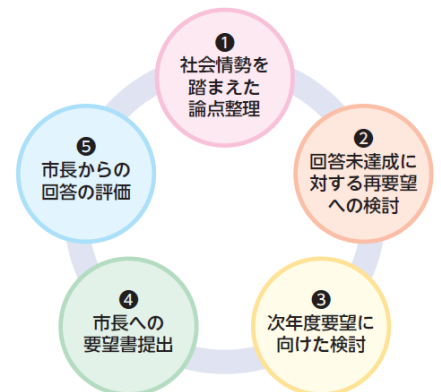 ❶
社会情勢を
踏まえた
論点整理
❷
回答未達成に
対する再要望
への検討
❸
次年度要望に
向けた検討
❹
市長への
要望書提出
❺
市長からの
回答の評価